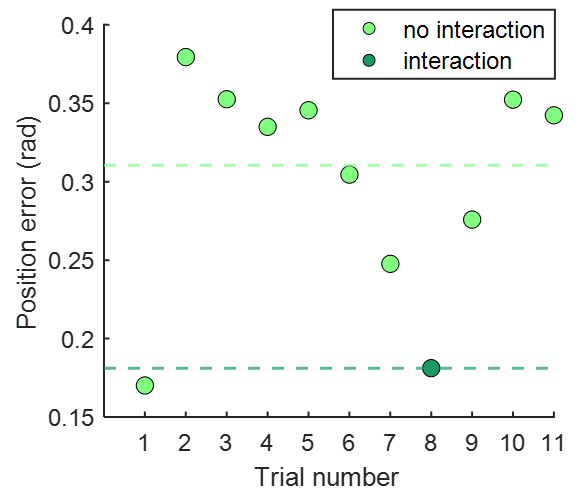 no interaction
interaction
Position error (rad)
0.4
0.35
0.3
0.25
0.2
0.15
1 2 3 4 5 6 7 8 9 10 11
Trial number